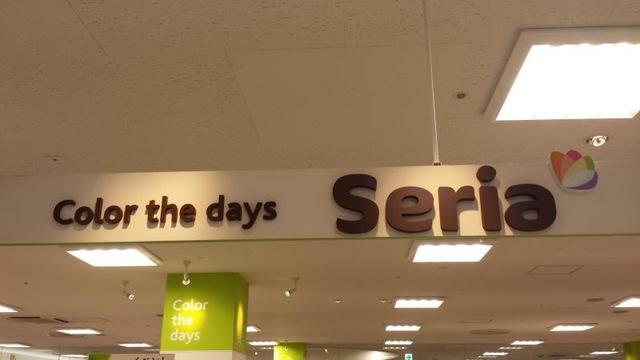 Color the days Seria
Color
the
days